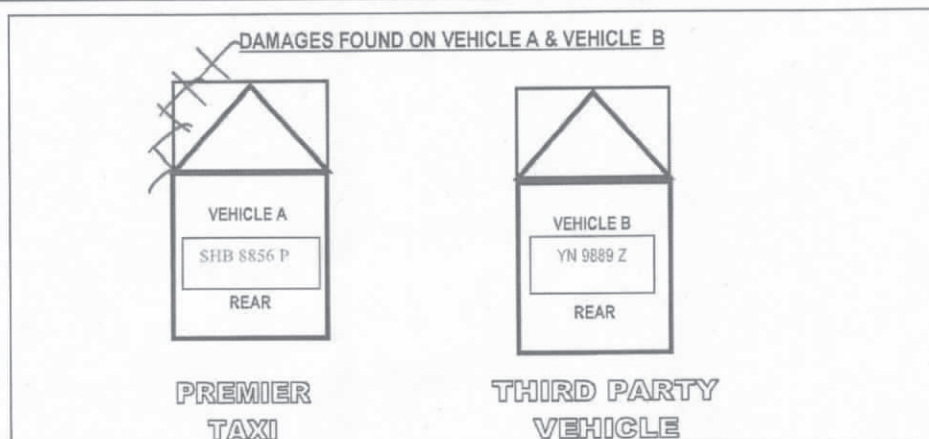 DAMAGES FOUND ON VEHICLE A & VEHICLE B
VEHICLE A
SHB 8856 P
REAR
PREMIER
TAXI
VEHICLE B
YN 9889 Z
REAR
THIRD PARTY
VEHICLE